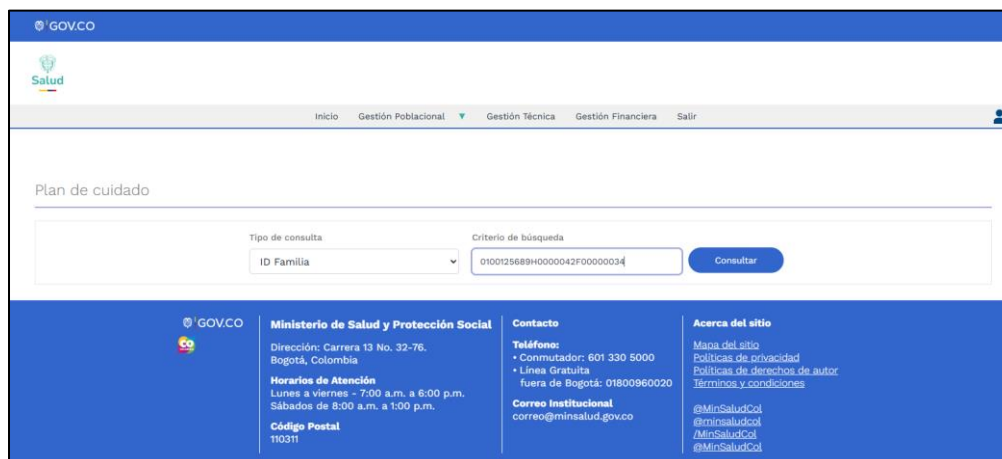 GOV.CO
Salud
Inicio Gestión Poblacional ▼ Gestión Técnica Gestión Financiera Salir
Plan de cuidado
Tipo de consulta
ID Familia
Criterio de búsqueda
0100125689H0000042F00000034
Consultar
GOV.CO
CO
Ministerio de Salud y Protección Social
Dirección: Carrera 13 No. 32-76.
Bogotá, Colombia
Horarios de Atención
Lunes a viernes - 7:00 a.m. a 6:00 p.m.
Sábados de 8:00 a.m. a 1:00 p.m.
Código Postal
110311
Contacto
Teléfono:
• Conmutador: 601 330 5000
• Línea Gratuita
fuera de Bogotá: 01800960020
Correo Institucional
correo@minsalud.gov.co
Acerca del sitio
Mapa del sitio
Políticas de privacidad
Políticas de derechos de autor
Términos y condiciones
@MinSaludCol
@minsaludcol
/MinSaludCol
@MinSaludCol